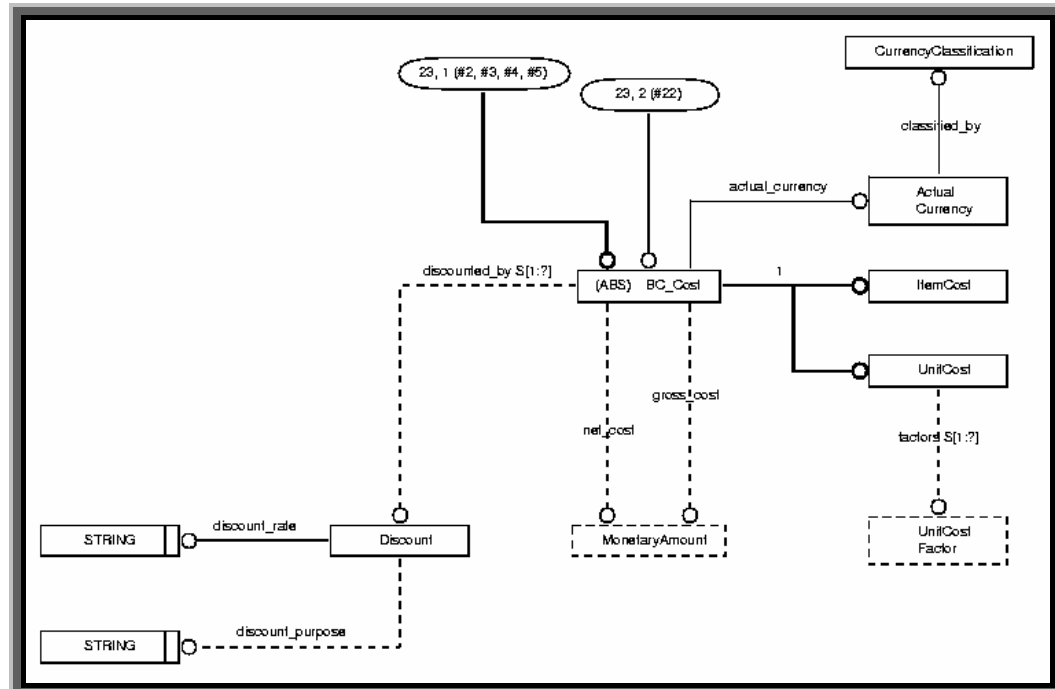 CurrencyClassification
23, 1 (#2, #3, #4, #5)
23, 2 (#22)
classified_by
actual_currency
Actual
Currency
discounted_by S[1:?]
1
(ABS) BC_Cost
ItemCost
UnitCost
gross_cost
net_cost
factors S[1:?]
discount_rate
STRING
Discount
MonetaryAmount
UnitCost
Factor
discount_purpose
STRING